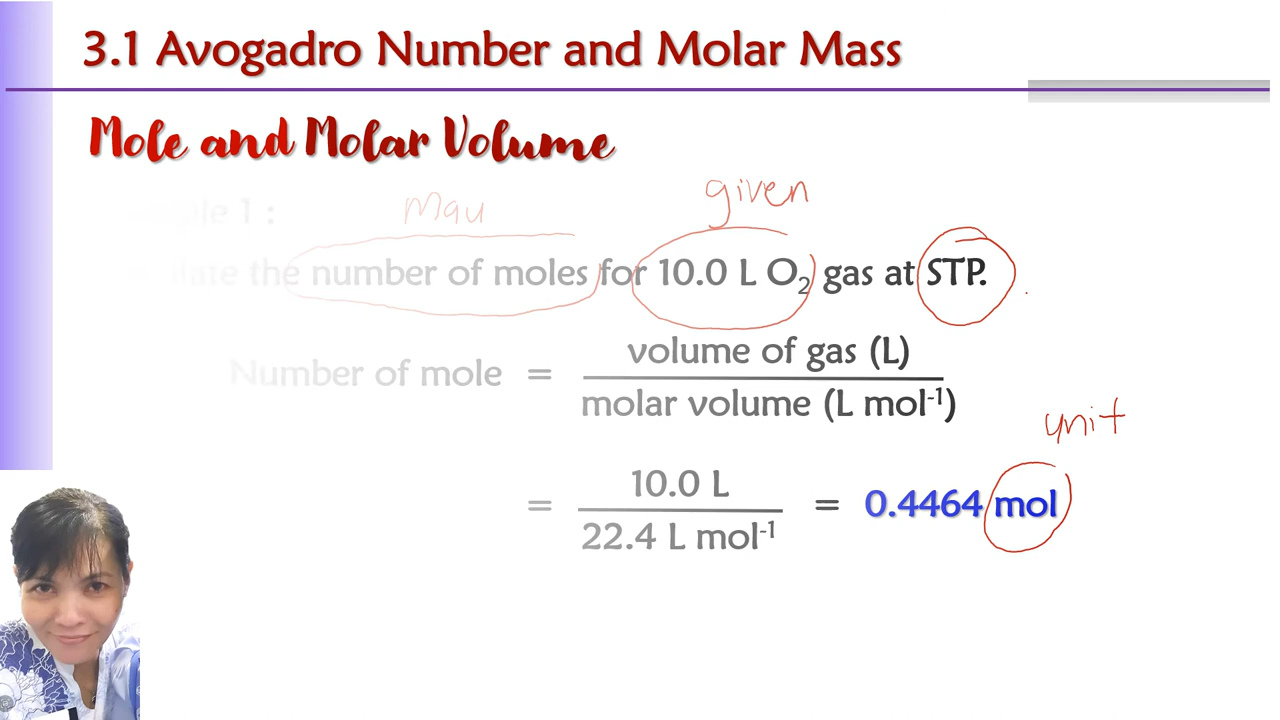 3.1 Avogadro Number and Molar Mass
Mole and Molar Volume
given
mau
1 :
the number of moles for 10.0 L O₂ gas at STP.
Number of mole = volume of gas (L)
molar volume (L mol⁻¹)
unit
= 10.0 L = 0.4464 mol
22.4 L mol⁻¹